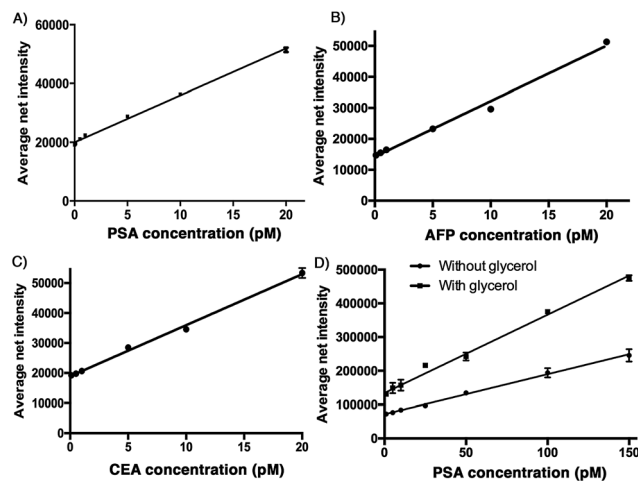 A)
60000
40000
20000
0
Average net intensity
0 5 10 15 20
PSA concentration (pM)
B)
50000
40000
30000
20000
10000
0
Average net intensity
0 5 10 15 20
AFP concentration (pM)
C)
60000
50000
40000
30000
20000
10000
0
Average net intensity
0 5 10 15 20
CEA concentration (pM)
D)
Without glycerol
With glycerol
500000
400000
300000
200000
100000
0
Average net intensity
0 50 100 150
PSA concentration (pM)